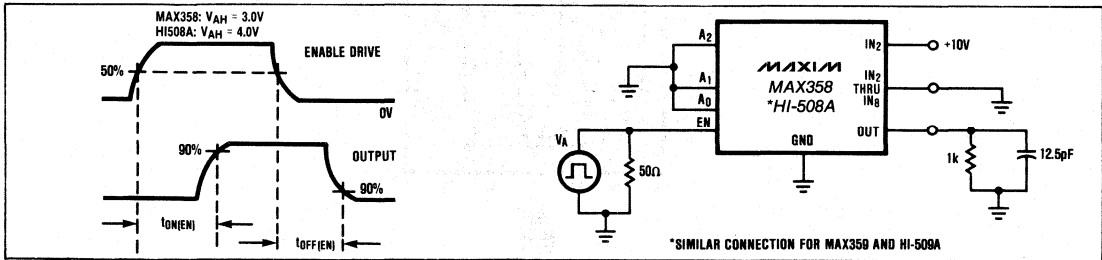 MAX358: VAH = 3.0V
HI508A: VAH = 4.0V
ENABLE DRIVE
50%
0V
90%
OUTPUT
90%
tON(EN)
tOFF(EN)
A2
A1
A0
EN
VA
50Ω
MAXIM
MAX358
*HI-508A
GND
IN2
+10V
IN2
THRU
IN8
OUT
1k
12.5pF
*SIMILAR CONNECTION FOR MAX359 AND HI-509A